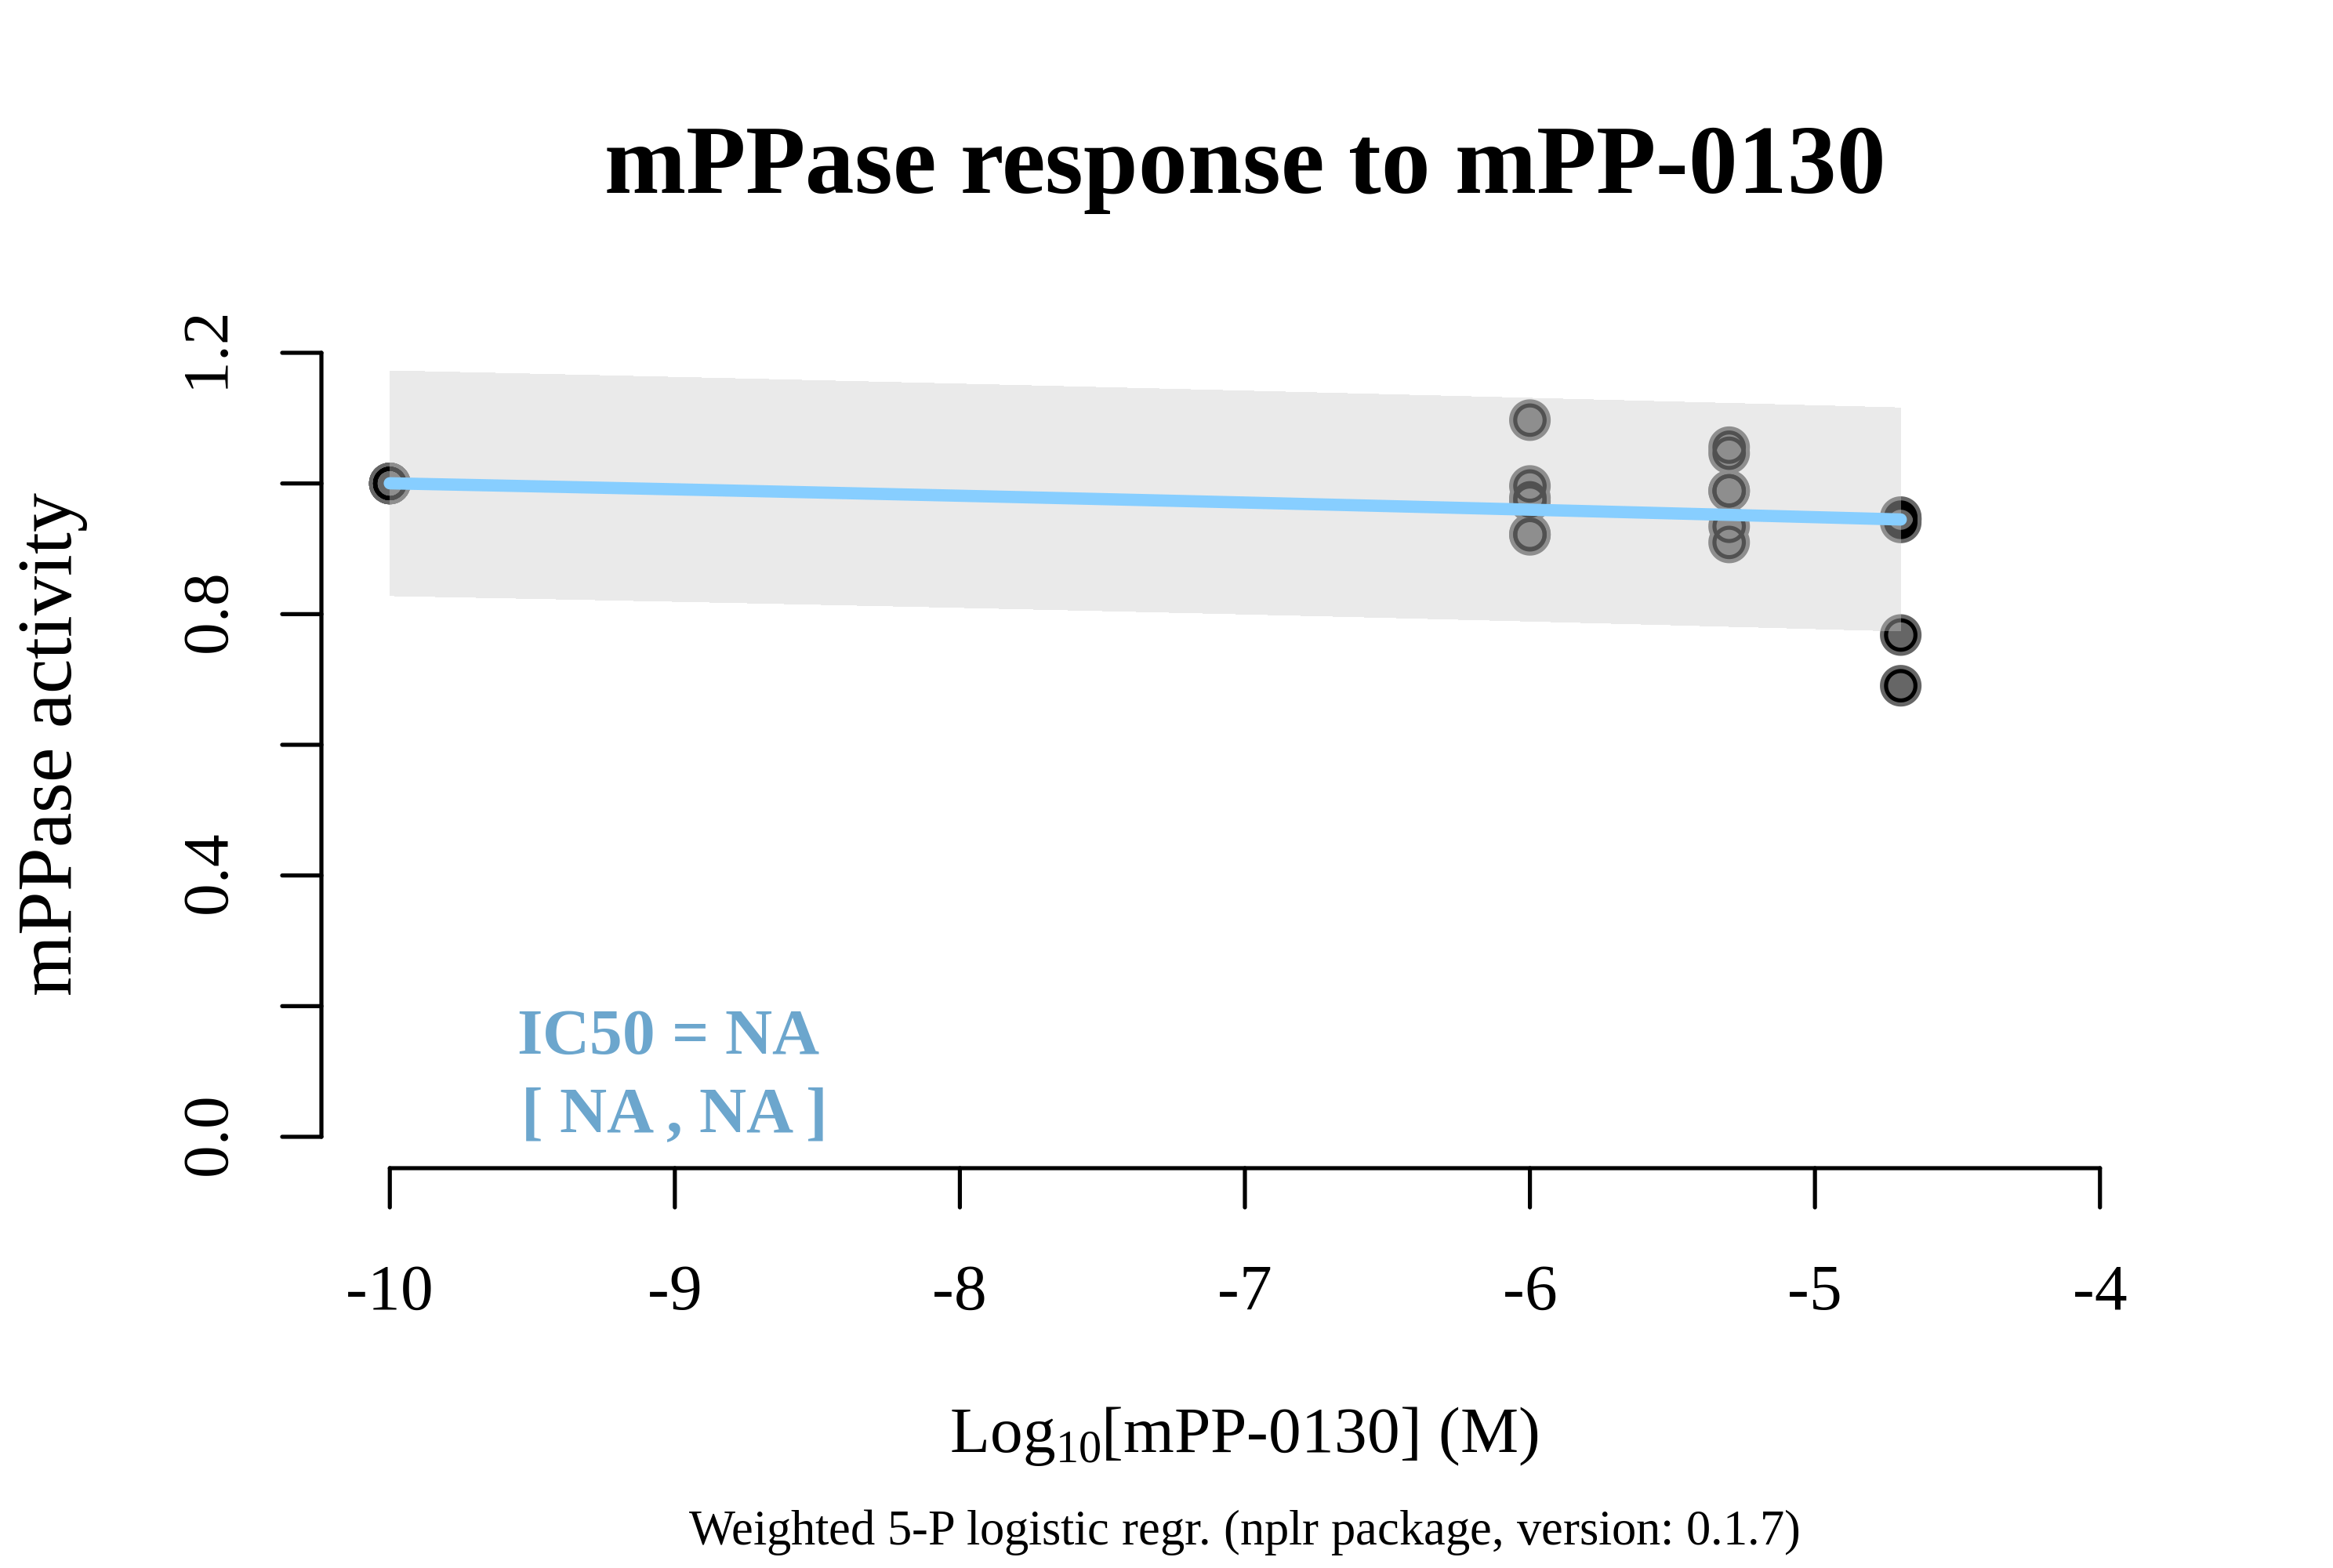 mPPase response to mPP-0130
mPPase activity
1.2
0.8
0.4
0.0
IC50 = NA
[ NA , NA ]
-10 -9 -8 -7 -6 -5 -4
Log10[mPP-0130] (M)
Weighted 5-P logistic regr. (nplr package, version: 0.1.7)